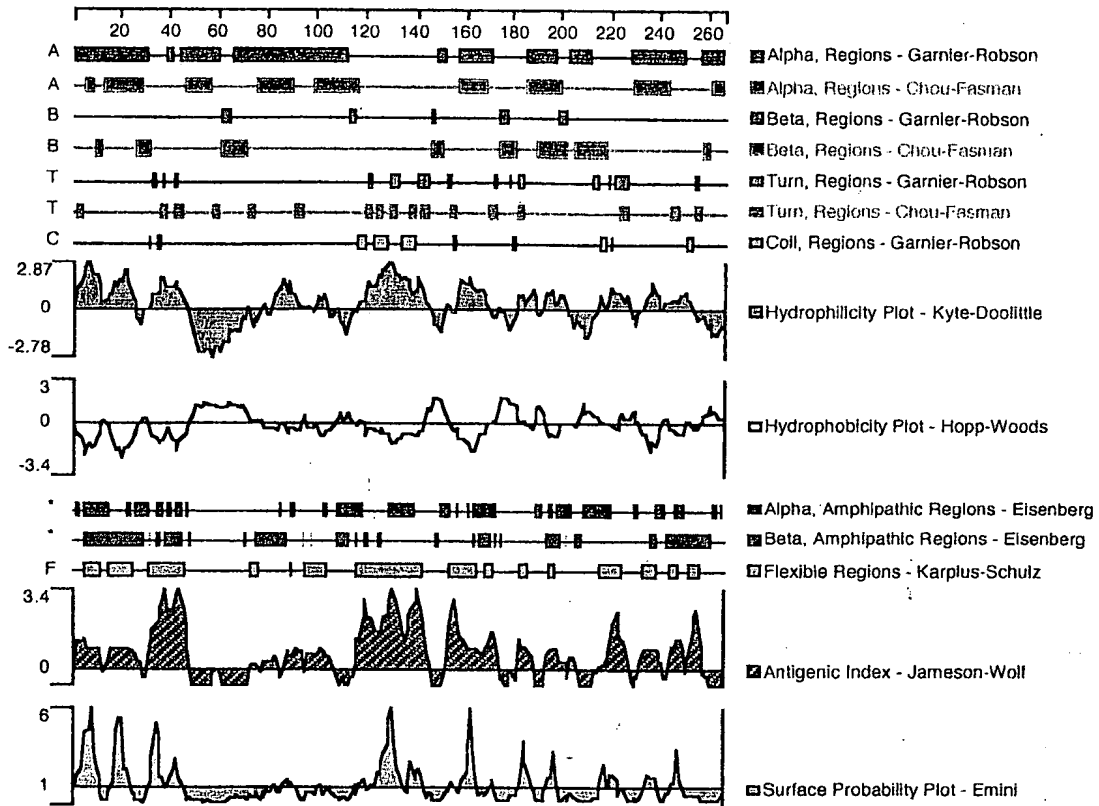 20 40 60 80 100 120 140 160 180 200 220 240 260
A Alpha, Regions - Garnier-Robson
A Alpha, Regions - Chou-Fasman
B Beta, Regions - Garnier-Robson
B Beta, Regions - Chou-Fasman
T Turn, Regions - Garnier-Robson
T Turn, Regions - Chou-Fasman
C Coil, Regions - Garnier-Robson
2.87
0
Hydrophilicity Plot - Kyte-Doolittle
-2.78
3
0
Hydrophobicity Plot - Hopp-Woods
-3.4
* Alpha, Amphipathic Regions - Eisenberg
* Beta, Amphipathic Regions - Eisenberg
F Flexible Regions - Karplus-Schulz
3.4
0
Antigenic Index - Jameson-Wolf
6
1
Surface Probability Plot - Emini